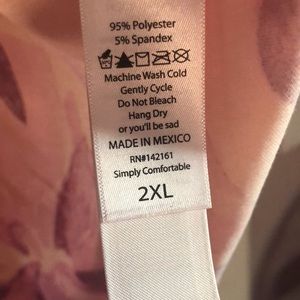 95% Polyester
5% Spandex
Machine Wash Cold
Gently Cycle
Do Not Bleach
Hang Dry
or you'll be sad
MADE IN MEXICO
RN#142161
Simply Comfortable
2XL